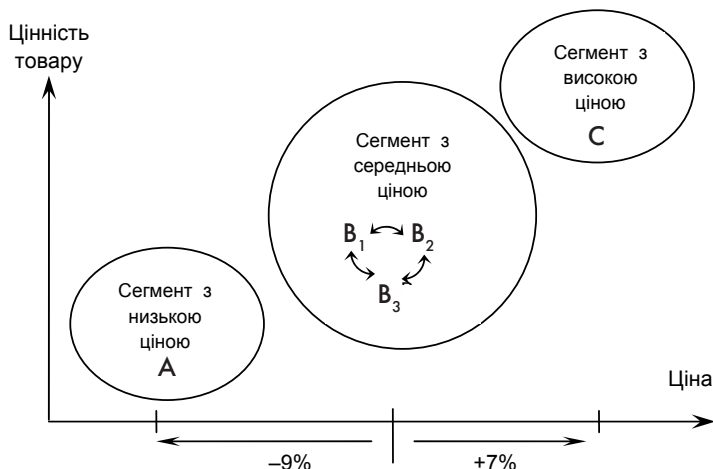 Цінність
товару
Сегмент з
високою
ціною
C
Сегмент з
середньою
ціною
B1 B2
B3
Сегмент з
низькою
ціною
A
Ціна
–9% +7%